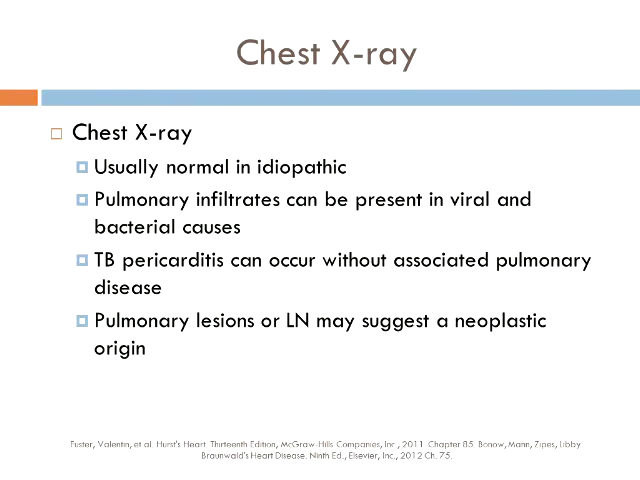 Chest X-ray
Chest X-ray
Usually normal in idiopathic
Pulmonary infiltrates can be present in viral and
bacterial causes
TB pericarditis can occur without associated pulmonary
disease
Pulmonary lesions or LN may suggest a neoplastic
origin
Fuster, Valentin, et al. Hurst's Heart. Thirteenth Edition, McGraw-Hills Companies, Inc., 2011. Chapter 85. Bonow, Mann, Zipes, Libby
Braunwald's Heart Disease. Ninth Ed., Elsevier, Inc., 2012 Ch. 75.